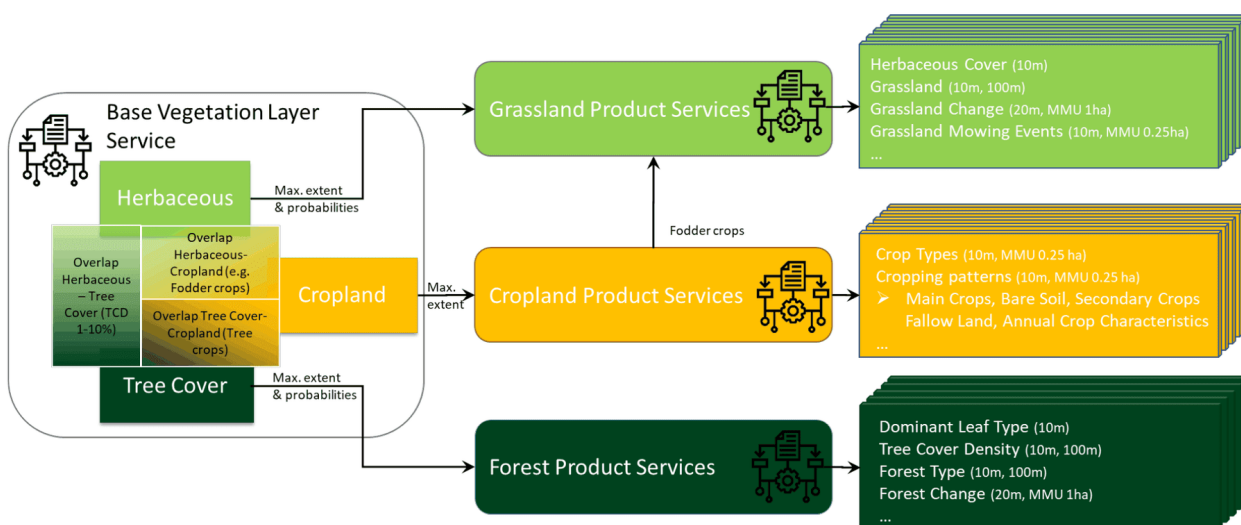 Base Vegetation Layer
Service
Herbaceous
Max. extent
& probabilities
Overlap
Herbaceous
– Tree
Cover (TCD
1-10%)
Overlap
Herbaceous-
Cropland (e.g.
Fodder crops)
Overlap Tree Cover-
Cropland (Tree
crops)
Cropland
Max.
extent
Tree Cover
Max. extent
& probabilities
Grassland Product Services
Fodder crops
Cropland Product Services
Forest Product Services
Herbaceous Cover (10m)
Grassland (10m, 100m)
Grassland Change (20m, MMU 1ha)
Grassland Mowing Events (10m, MMU 0.25ha)
...
Crop Types (10m, MMU 0.25 ha)
Cropping patterns (10m, MMU 0.25 ha)
➤ Main Crops, Bare Soil, Secondary Crops
Fallow Land, Annual Crop Characteristics
...
Dominant Leaf Type (10m)
Tree Cover Density (10m, 100m)
Forest Type (10m, 100m)
Forest Change (20m, MMU 1ha)
...